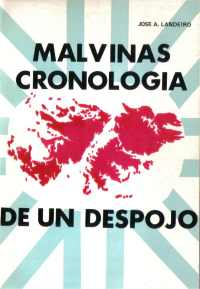 JOSE A. LANDEIRO
MALVINAS
CRONOLOGIA
DE UN DESPOJO